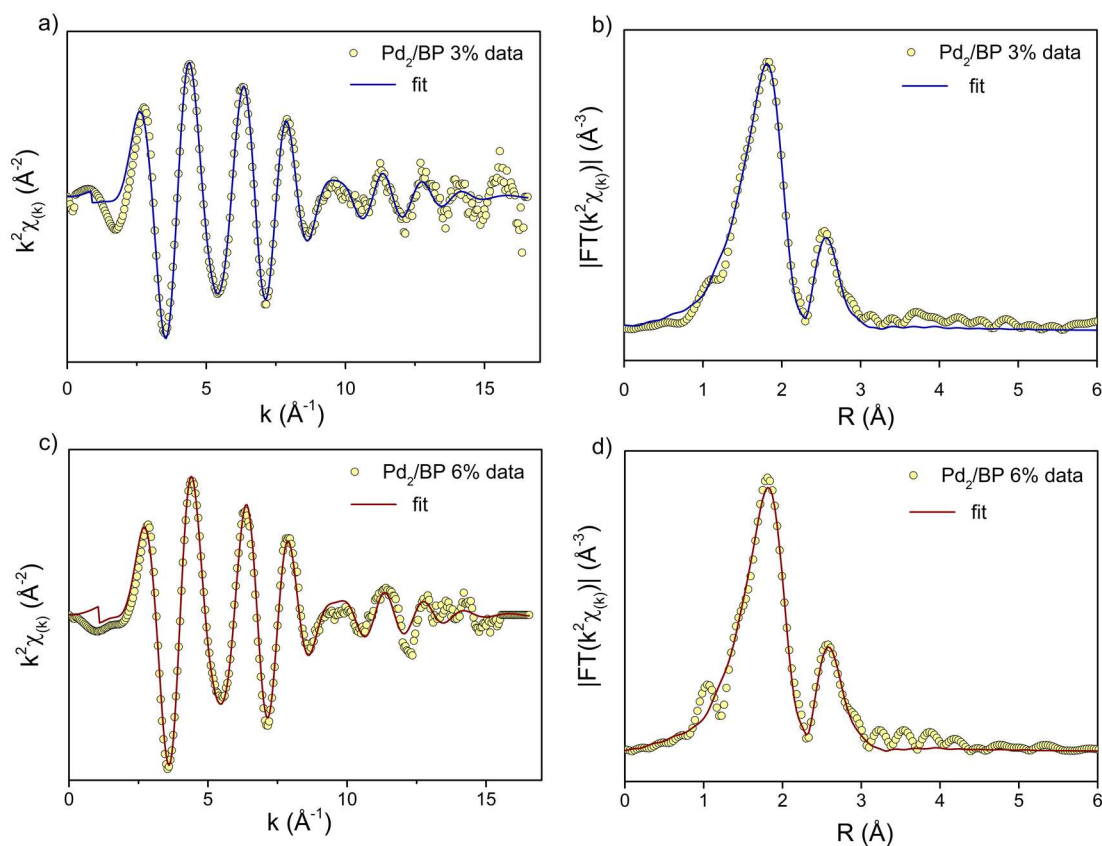 a)
Pd₂/BP 3% data
fit
k²χ₍ₖ₎ (Å⁻²)
0 5 10 15
k (Å⁻¹)
b)
Pd₂/BP 3% data
fit
|FT(k²χ₍ₖ₎)| (Å⁻³)
0 1 2 3 4 5 6
R (Å)
c)
Pd₂/BP 6% data
fit
k²χ₍ₖ₎ (Å⁻²)
0 5 10 15
k (Å⁻¹)
d)
Pd₂/BP 6% data
fit
|FT(k²χ₍ₖ₎)| (Å⁻³)
0 1 2 3 4 5 6
R (Å)